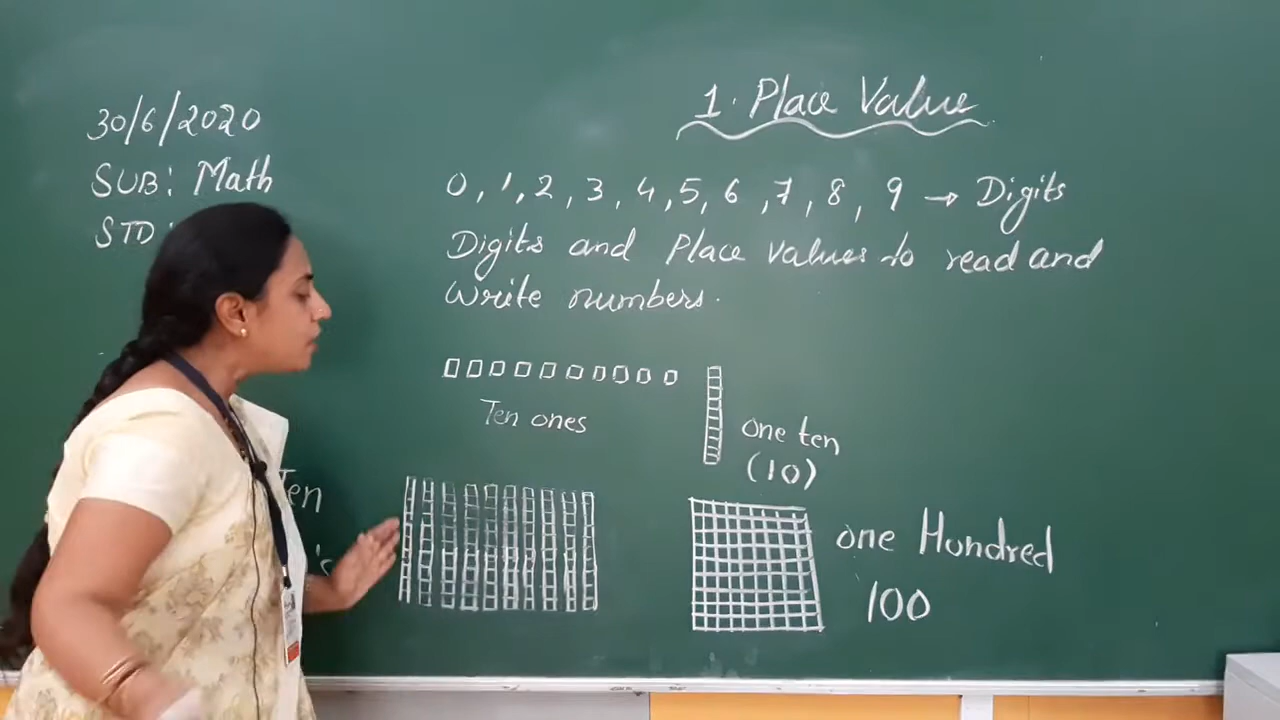 30/6/2020
SUB: Math
STD:
1. Place Value
0, 1, 2, 3, 4, 5, 6, 7, 8, 9 → Digits
Digits and Place Values to read and
Write numbers.
Ten ones
one ten
(10)
Ten
's
one Hundred
100